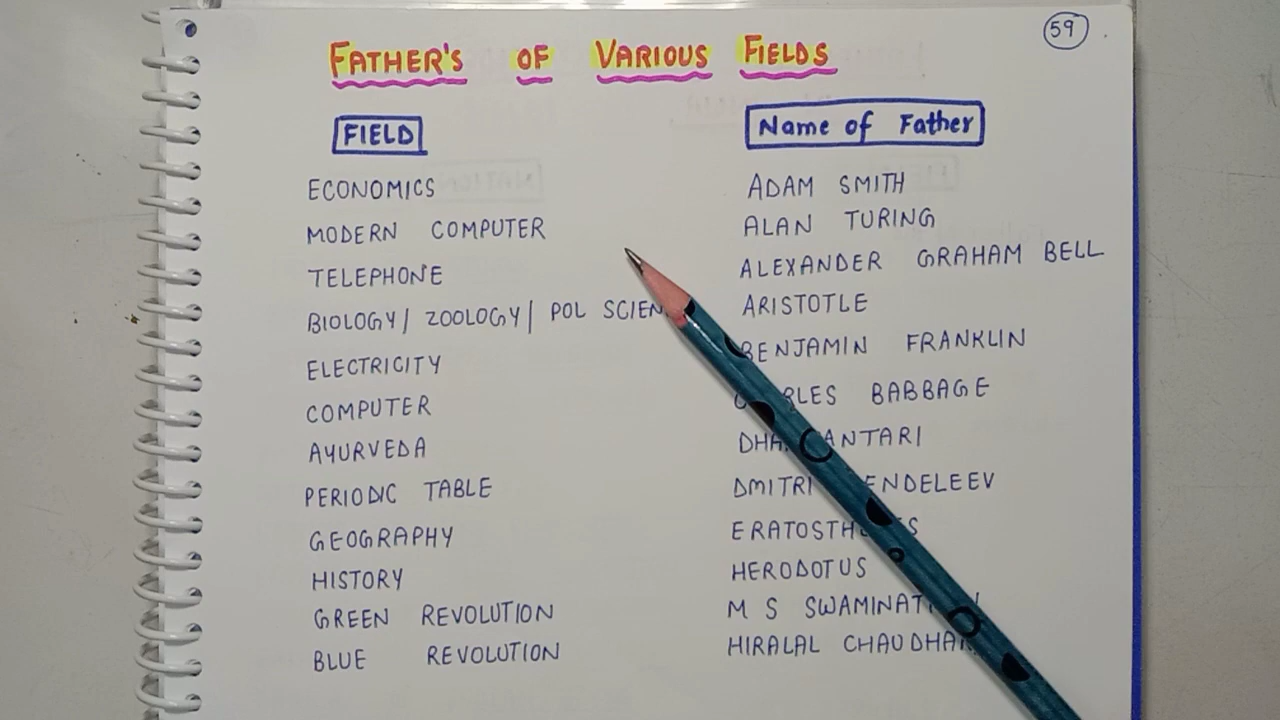 59
FATHER'S OF VARIOUS FIELDS
FIELD Name of Father
ECONOMICS ADAM SMITH
MODERN COMPUTER ALAN TURING
TELEPHONE ALEXANDER GRAHAM BELL
BIOLOGY/ ZOOLOGY/ POL ARISTOTLE
ELECTRICITY BENJAMIN FRANKLIN
COMPUTER BABBAGE
AYURVEDA
PERIODIC TABLE DMITRI
GEOGRAPHY
HISTORY HERODOTUS
GREEN REVOLUTION M S
BLUE REVOLUTION HIRALAL